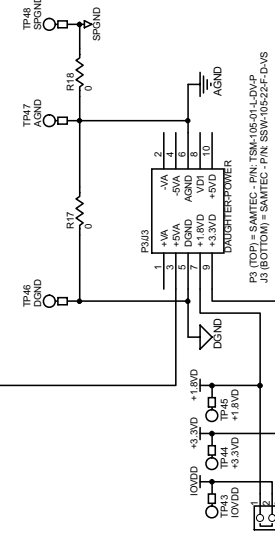 TP48
SPGND
SPGND
R18
0
TP47
AGND
AGND
R17
0
TP46
DGND
DGND
P3/J3
1 +VA -VA 2
3 +5VA -5VA 4
5 DGND AGND 6
7 +1.8VD VD1 8
9 +3.3VD +5VD 10
DAUGHTER-POWER
P3 (TOP) = SAMTEC - P/N: TSM-105-01-L-DV-P
J3 (BOTTOM) = SAMTEC - P/N: SSW-105-22-F-D-VS
+1.8VD
TP45
+1.8VD
+3.3VD
TP44
+3.3VD
IOVDD
TP43
IOVDD
1
2